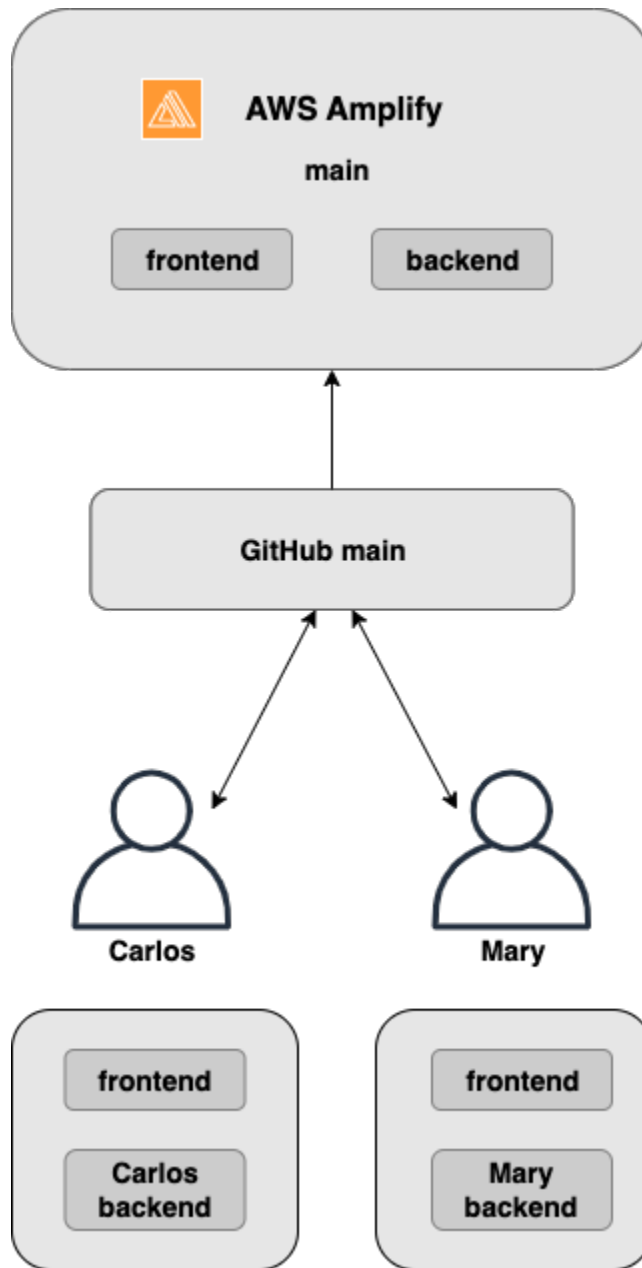 AWS Amplify
main
frontend
backend
GitHub main
Carlos
Mary
frontend
Carlos
backend
frontend
Mary
backend